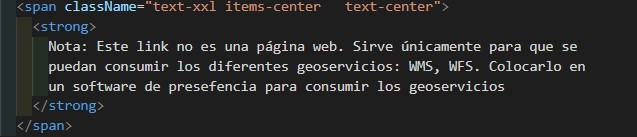 <span className="text-xxl items-center   text-center">
<strong>
Nota: Este link no es una página web. Sirve únicamente para que se
puedan consumir los diferentes geoservicios: WMS, WFS. Colocarlo en
un software de presefencia para consumir los geoservicios
</strong>
</span>